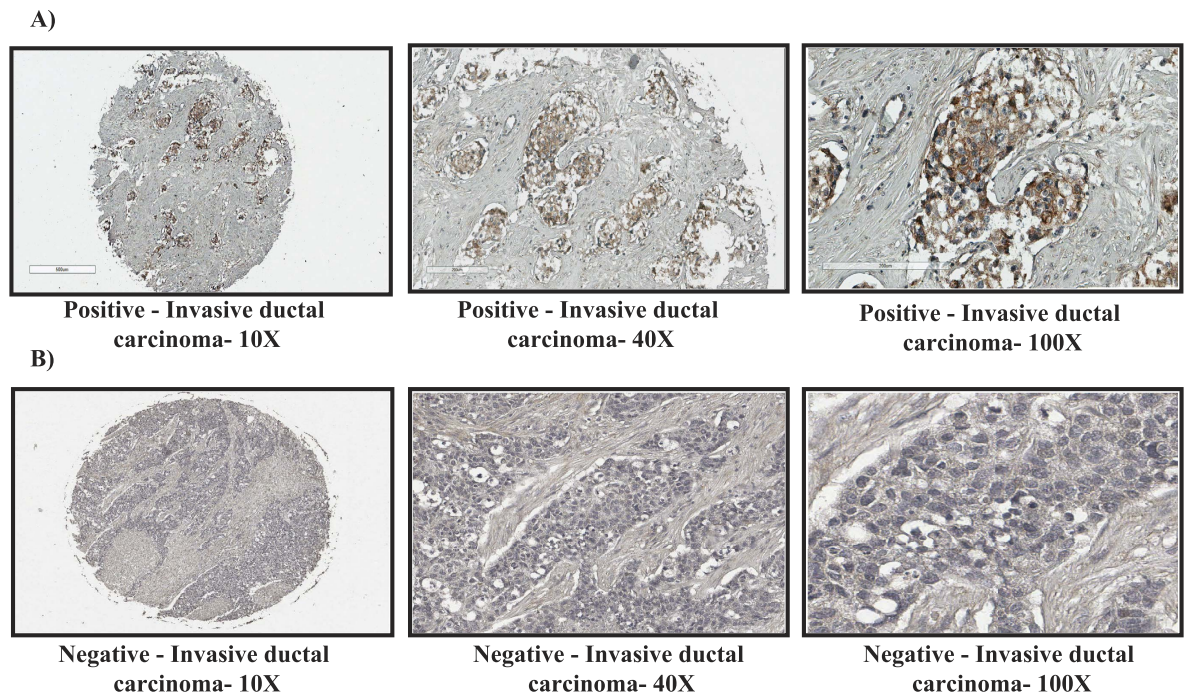 A)
500um
Positive - Invasive ductal
carcinoma- 10X
Positive - Invasive ductal
carcinoma- 40X
Positive - Invasive ductal
carcinoma- 100X
B)
Negative - Invasive ductal
carcinoma- 10X
Negative - Invasive ductal
carcinoma- 40X
Negative - Invasive ductal
carcinoma- 100X